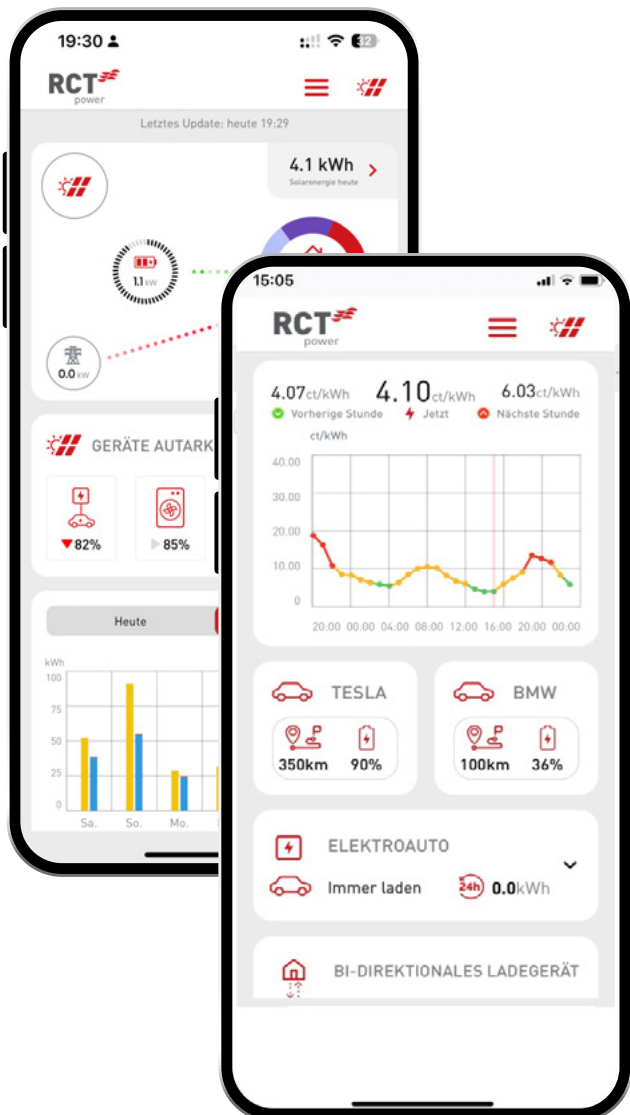 19:30
32
RCT
power
Letztes Update: heute 19:29
4.1 kWh
Solarenergie heute
1.1 kW
0.0 kW
GERÄTE AUTARK
82%
85%
Heute
kWh
100
75
50
25
0
Sa. So. Mo.
15:05
RCT
power
4.07ct/kWh 4.10ct/kWh 6.03ct/kWh
Vorherige Stunde Jetzt Nächste Stunde
ct/kWh
40.00
30.00
20.00
10.00
0
20:00 00:00 04:00 08:00 12:00 16:00 20:00 00:00
TESLA
350km 90%
BMW
100km 36%
ELEKTROAUTO
Immer laden 24h 0.0kWh
BI-DIREKTIONALES LADEGERÄT